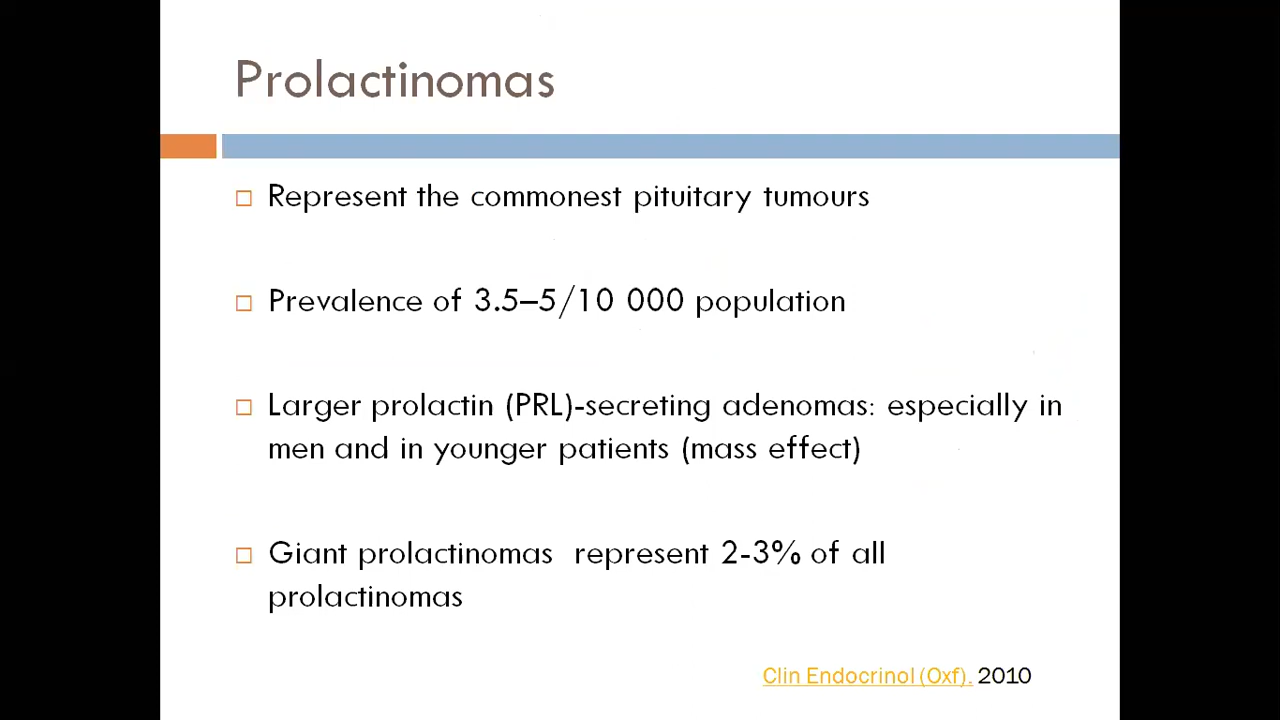 Prolactinomas
Represent the commonest pituitary tumours
Prevalence of 3.5–5/10 000 population
Larger prolactin (PRL)-secreting adenomas: especially in
men and in younger patients (mass effect)
Giant prolactinomas  represent 2-3% of all
prolactinomas
Clin Endocrinol (Oxf). 2010